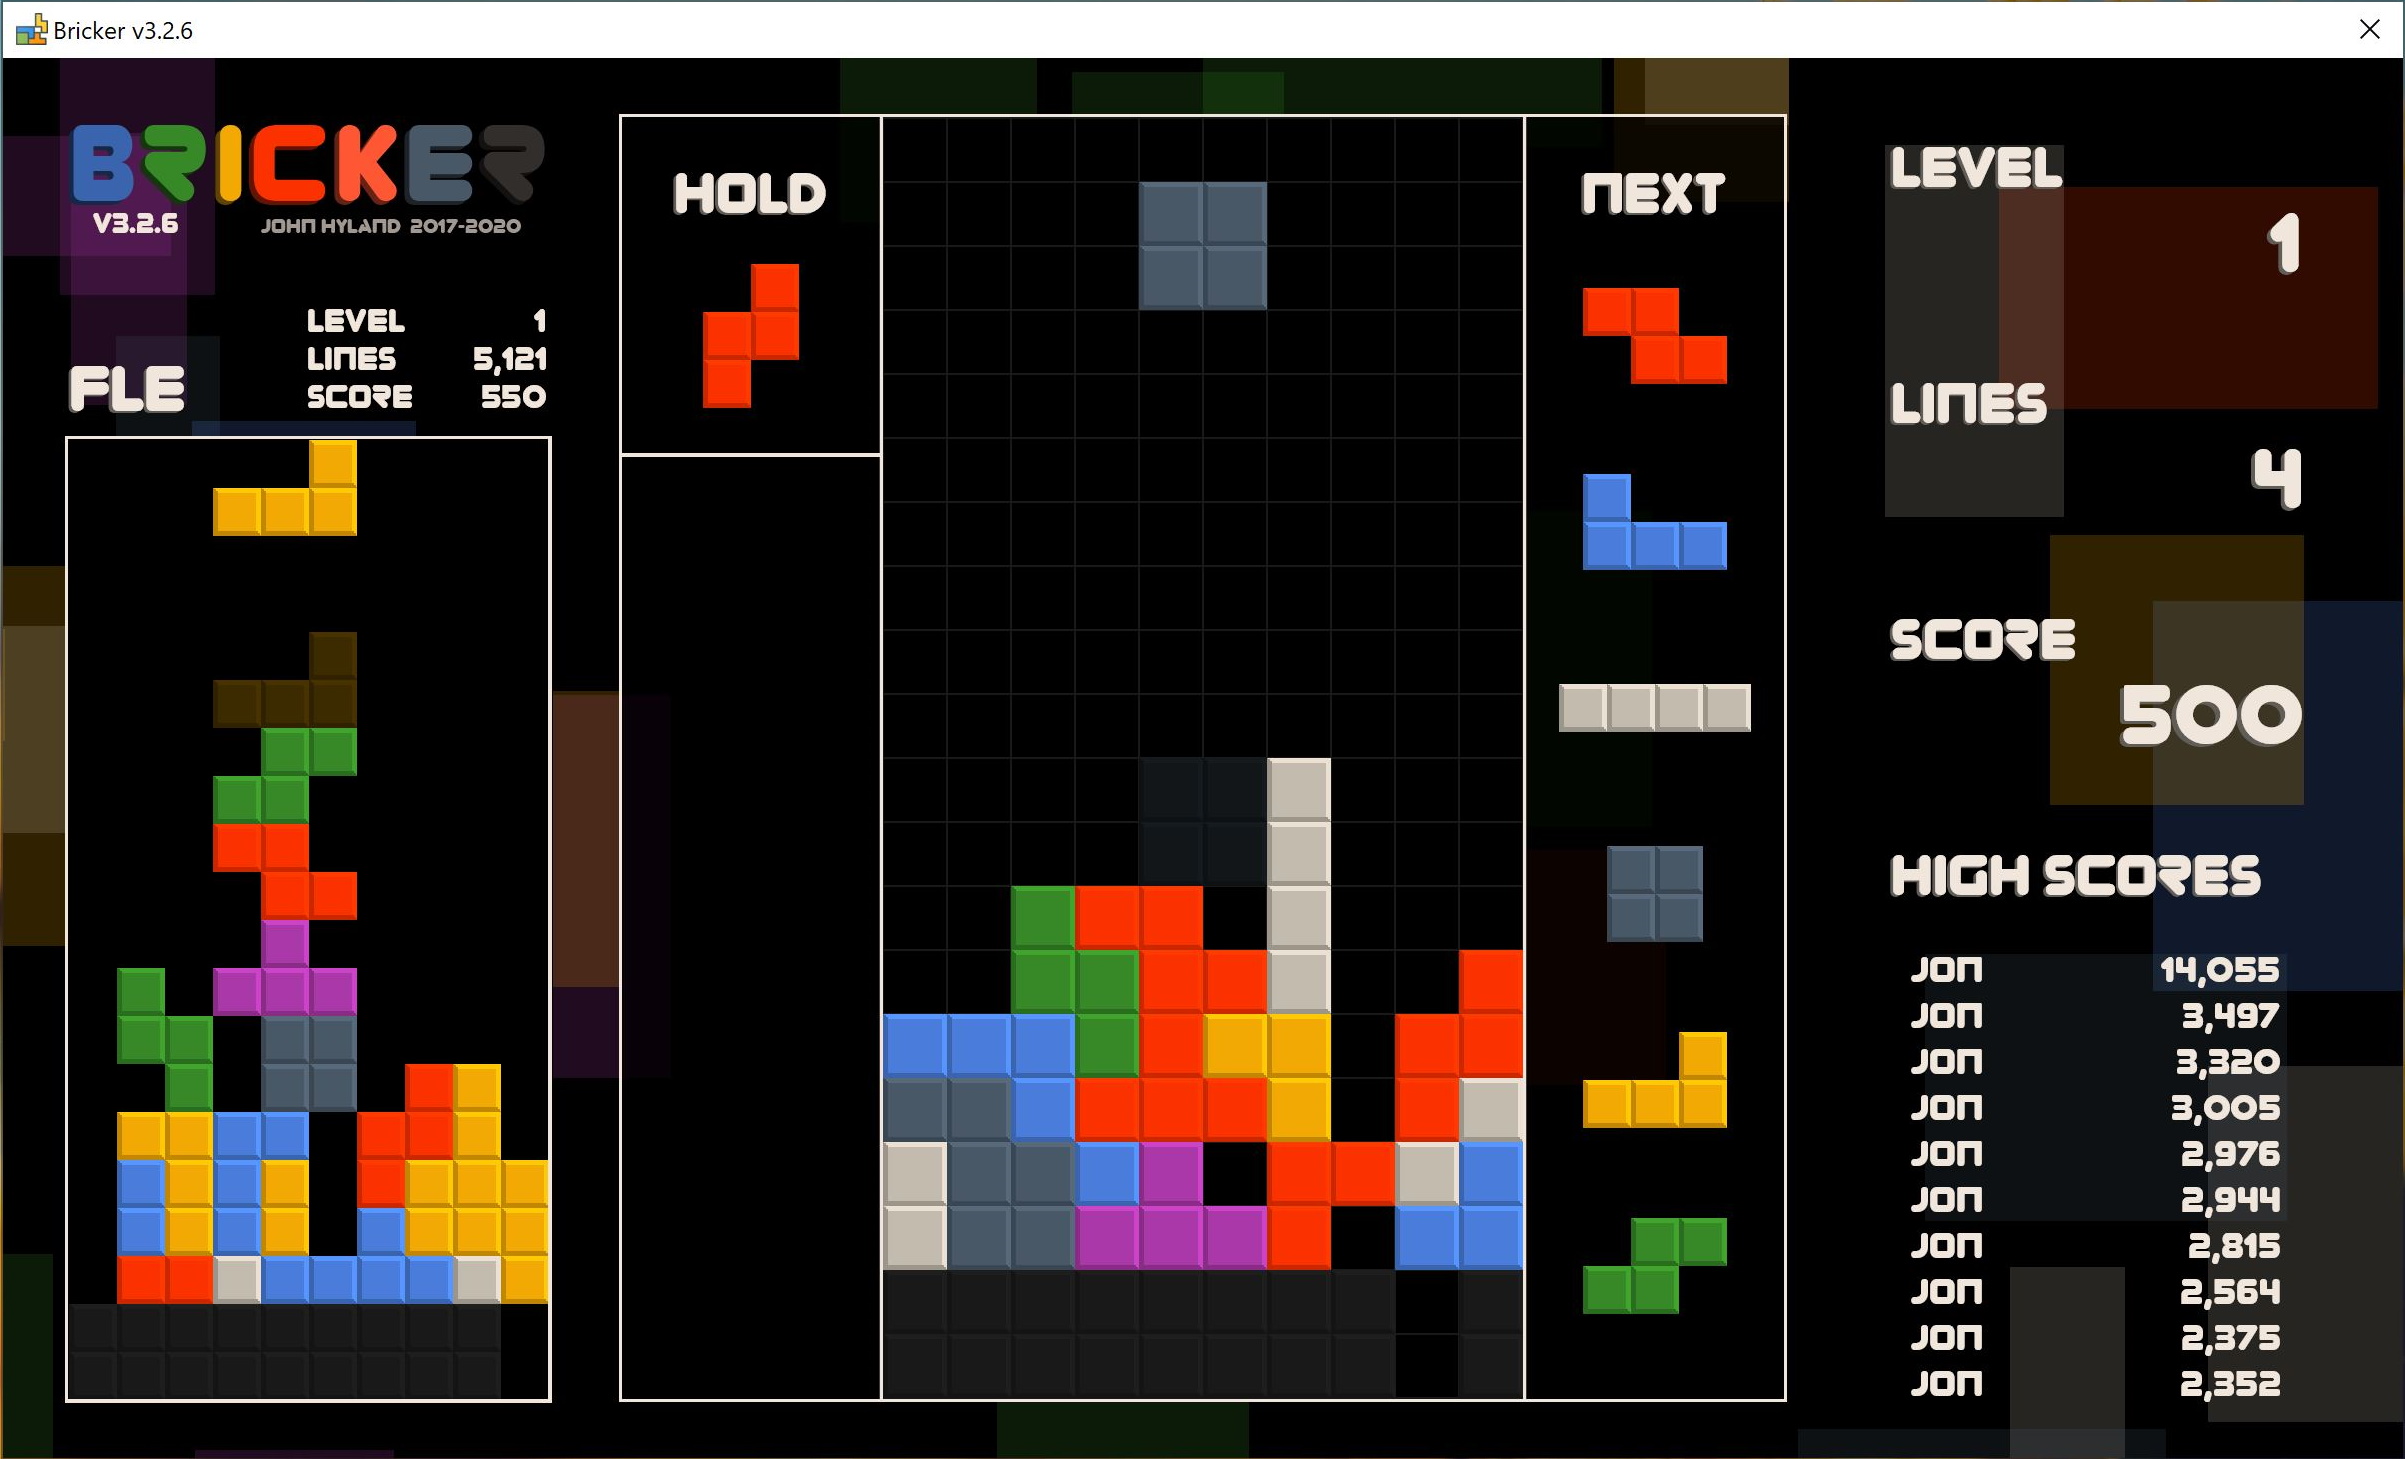 Bricker v3.2.6
BRICKER
V3.2.6 JOHN HYLAND 2017-2020
LEVEL 1
LINES 5,121
SCORE 550
FLE
HOLD
NEXT
LEVEL
1
LINES
4
SCORE
500
HIGH SCORES
JON 14,055
JON 3,497
JON 3,320
JON 3,005
JON 2,976
JON 2,944
JON 2,815
JON 2,564
JON 2,375
JON 2,352